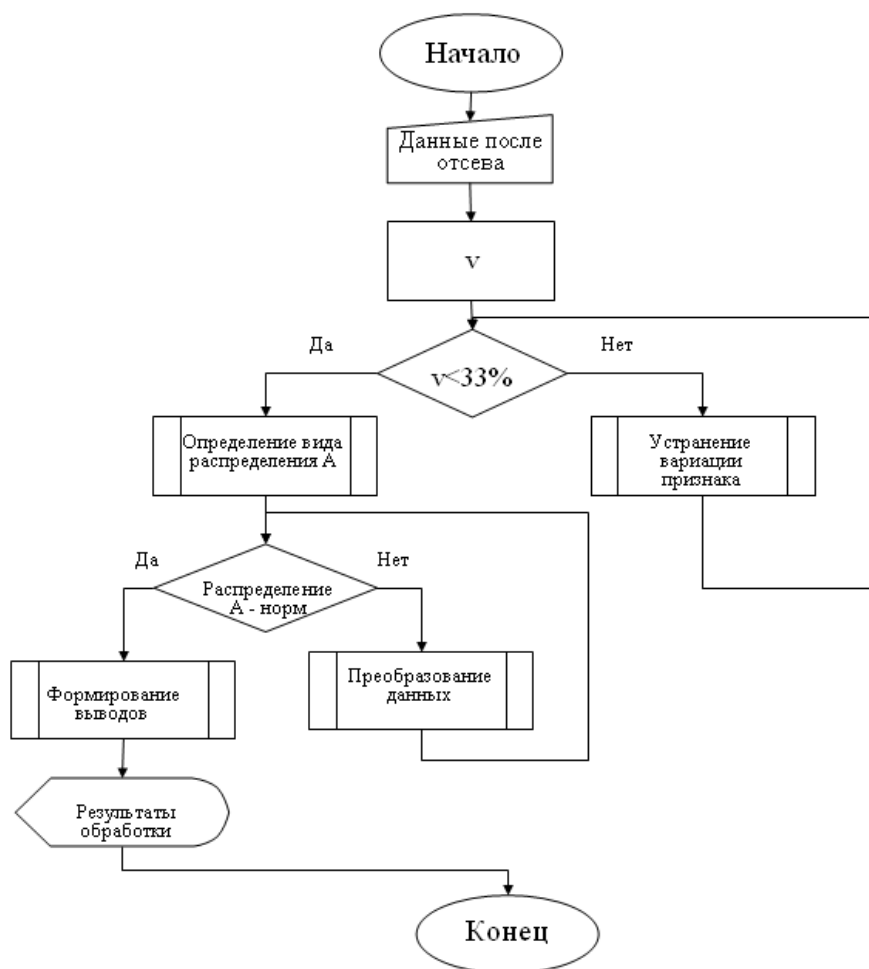 Начало
Данные после
отсева
v
Да
Нет
v<33%
Определение вида
распределения А
Устранение
вариации
признака
Да
Нет
Распределение
А - норм
Формирование
выводов
Преобразование
данных
Результаты
обработки
Конец